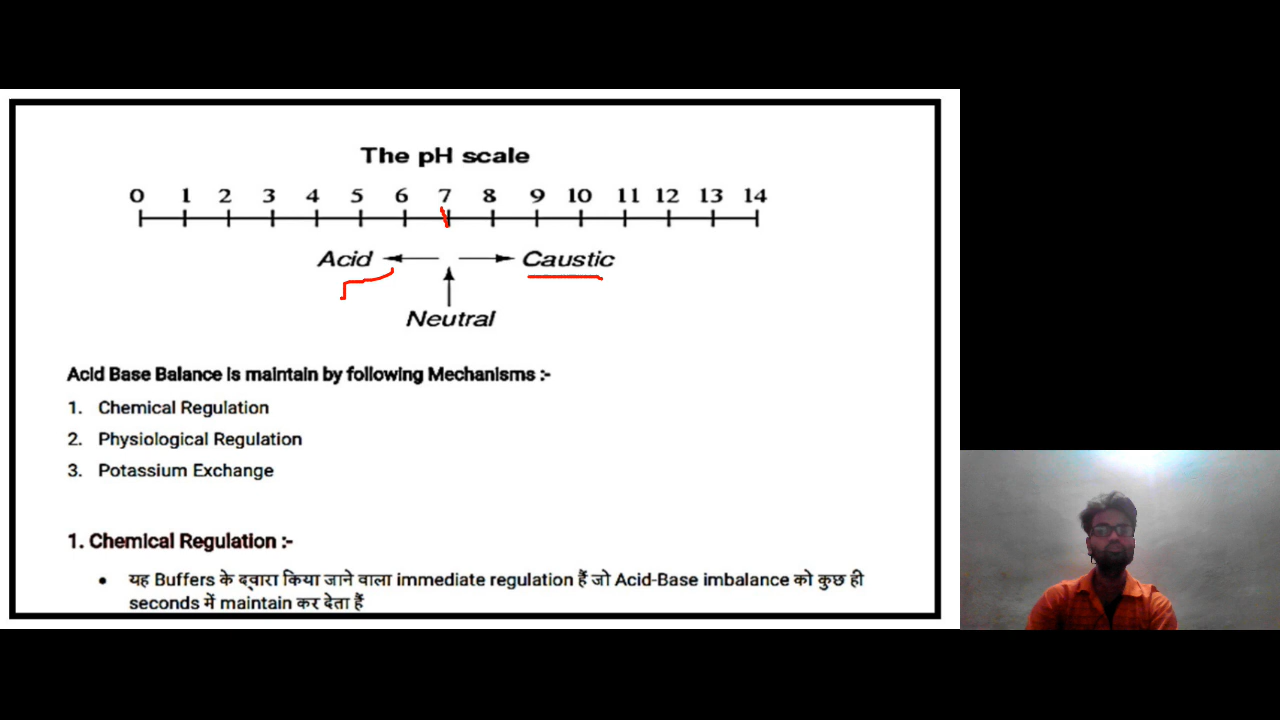 The pH scale
0 1 2 3 4 5 6 7 8 9 10 11 12 13 14
Acid Caustic
Neutral
Acid Base Balance is maintain by following Mechanisms :-
1. Chemical Regulation
2. Physiological Regulation
3. Potassium Exchange
1. Chemical Regulation :-
• यह Buffers के द्वारा किया जाने वाला immediate regulation हैं जो Acid-Base imbalance को कुछ ही
seconds में maintain कर देता हैं